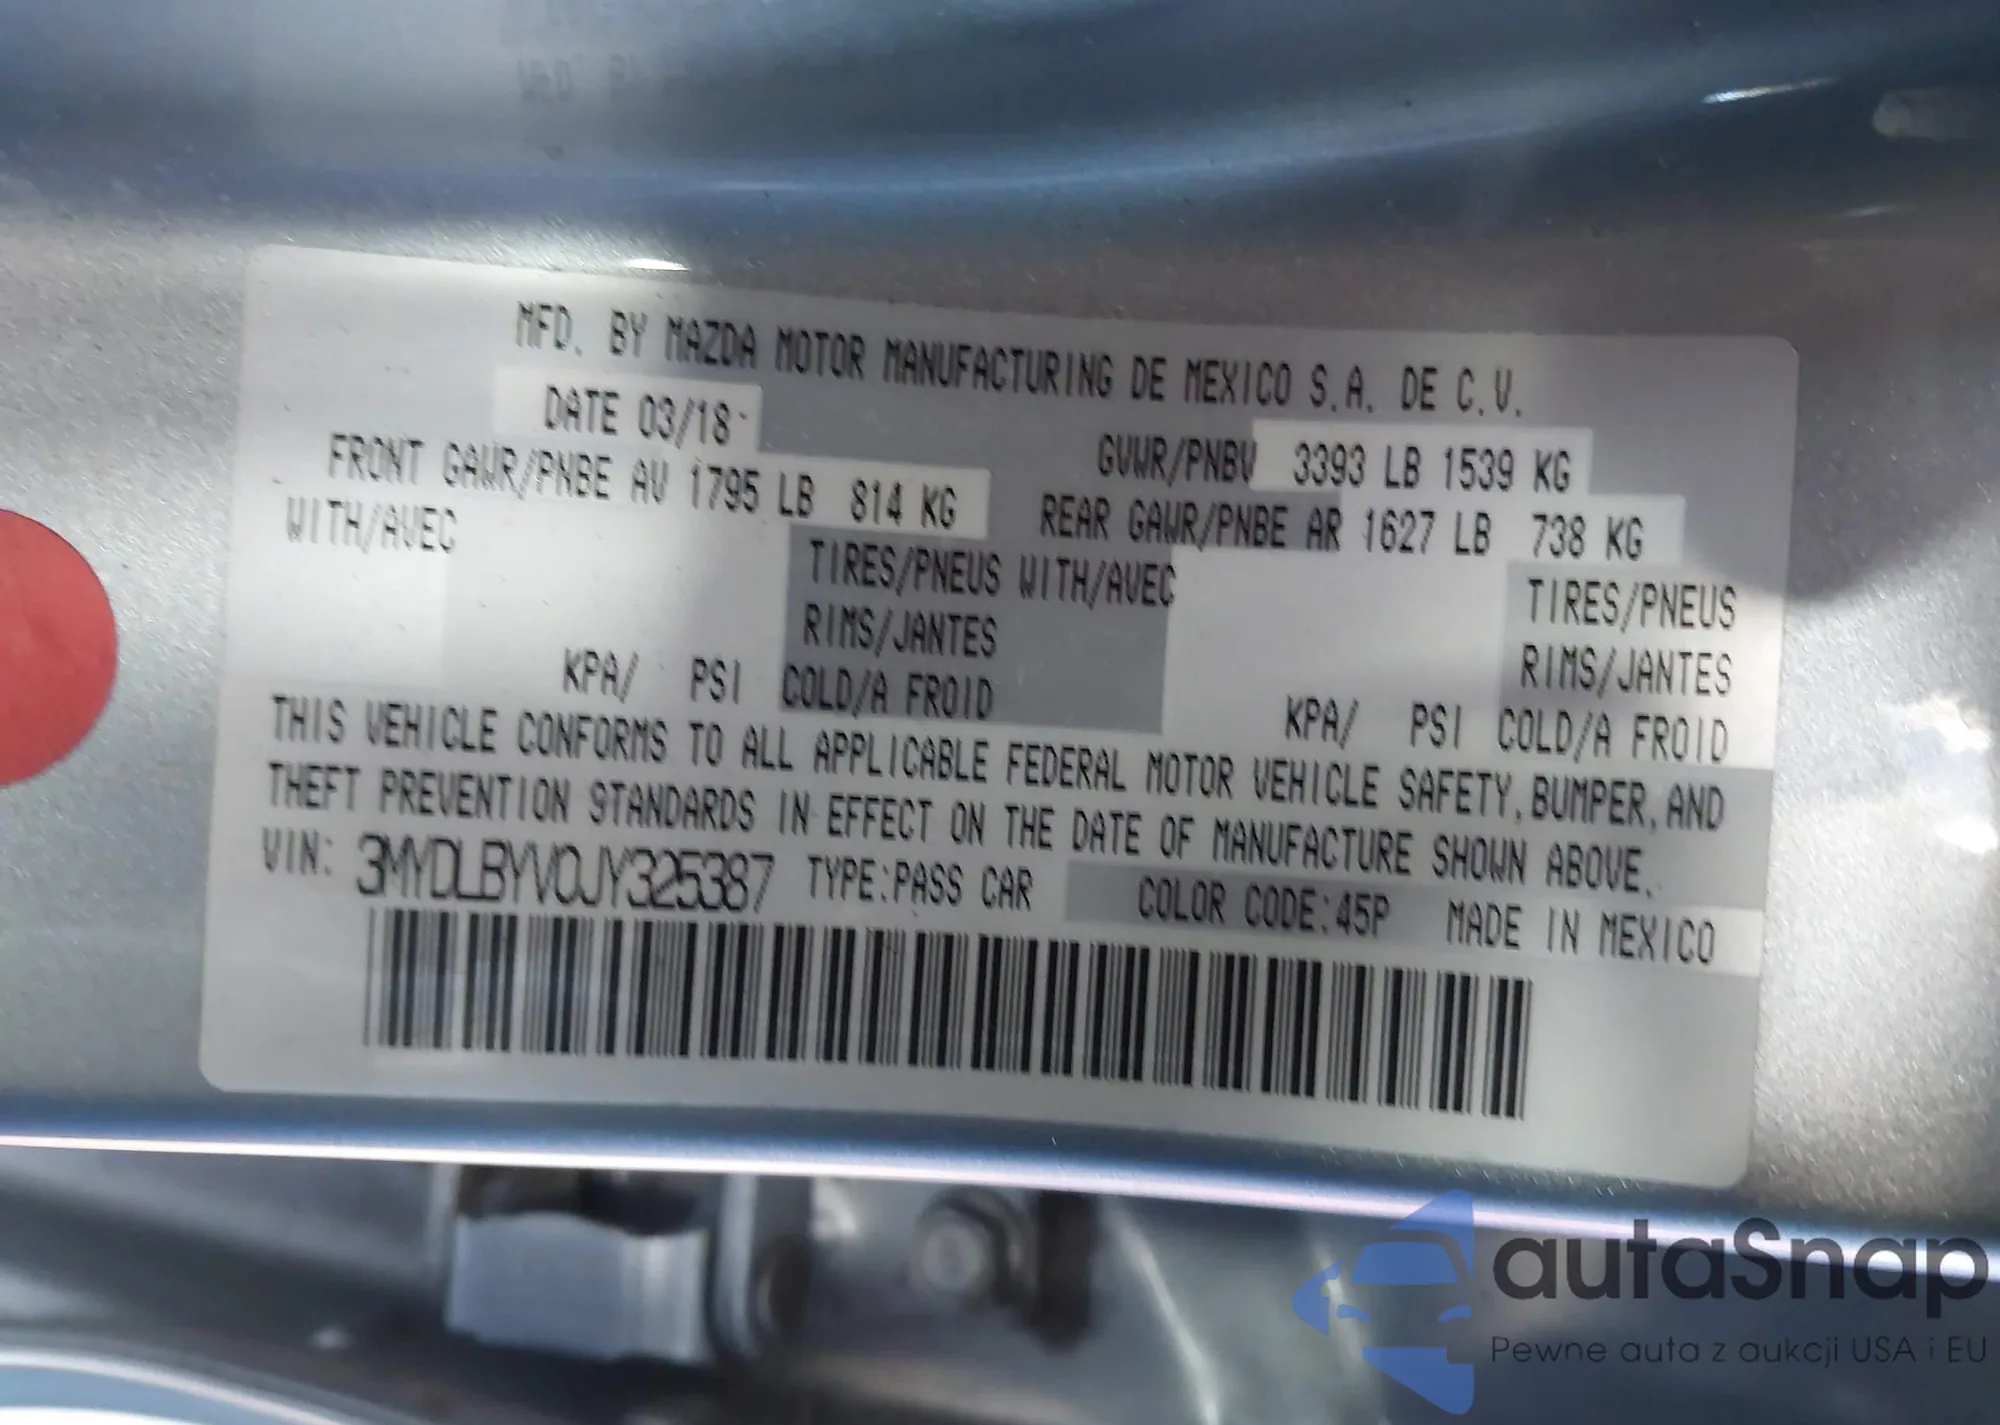 MFD. BY MAZDA MOTOR MANUFACTURING DE MEXICO S.A. DE C.V.
DATE 03/18 GVWR/PNBV 3393 LB 1539 KG
FRONT GAWR/PNBE AV 1795 LB 814 KG REAR GAWR/PNBE AR 1627 LB 738 KG
WITH/AVEC TIRES/PNEUS WITH/AVEC TIRES/PNEUS
RIMS/JANTES RIMS/JANTES
KPA/ PSI COLD/A FROID KPA/ PSI COLD/A FROID
THIS VEHICLE CONFORMS TO ALL APPLICABLE FEDERAL MOTOR VEHICLE SAFETY, BUMPER, AND
THEFT PREVENTION STANDARDS IN EFFECT ON THE DATE OF MANUFACTURE SHOWN ABOVE.
VIN: 3MYDLBYV0JY325387 TYPE:PASS CAR COLOR CODE:45P MADE IN MEXICO
autaSnap
Pewne auta z aukcji USA i EU